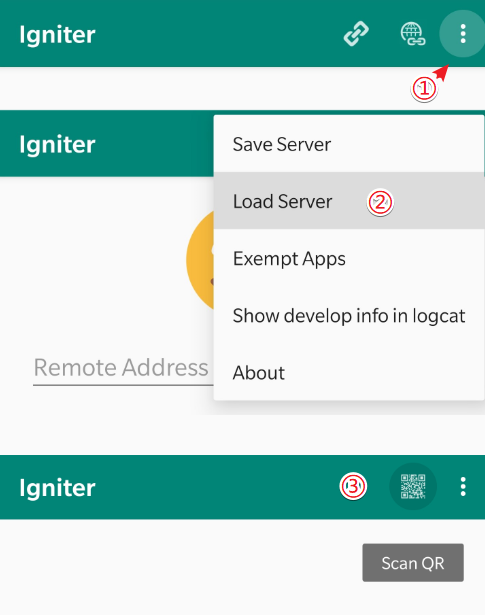 Igniter
①
Igniter
Save Server
Load Server ②
Exempt Apps
Show develop info in logcat
About
Remote Address
Igniter ③
Scan QR